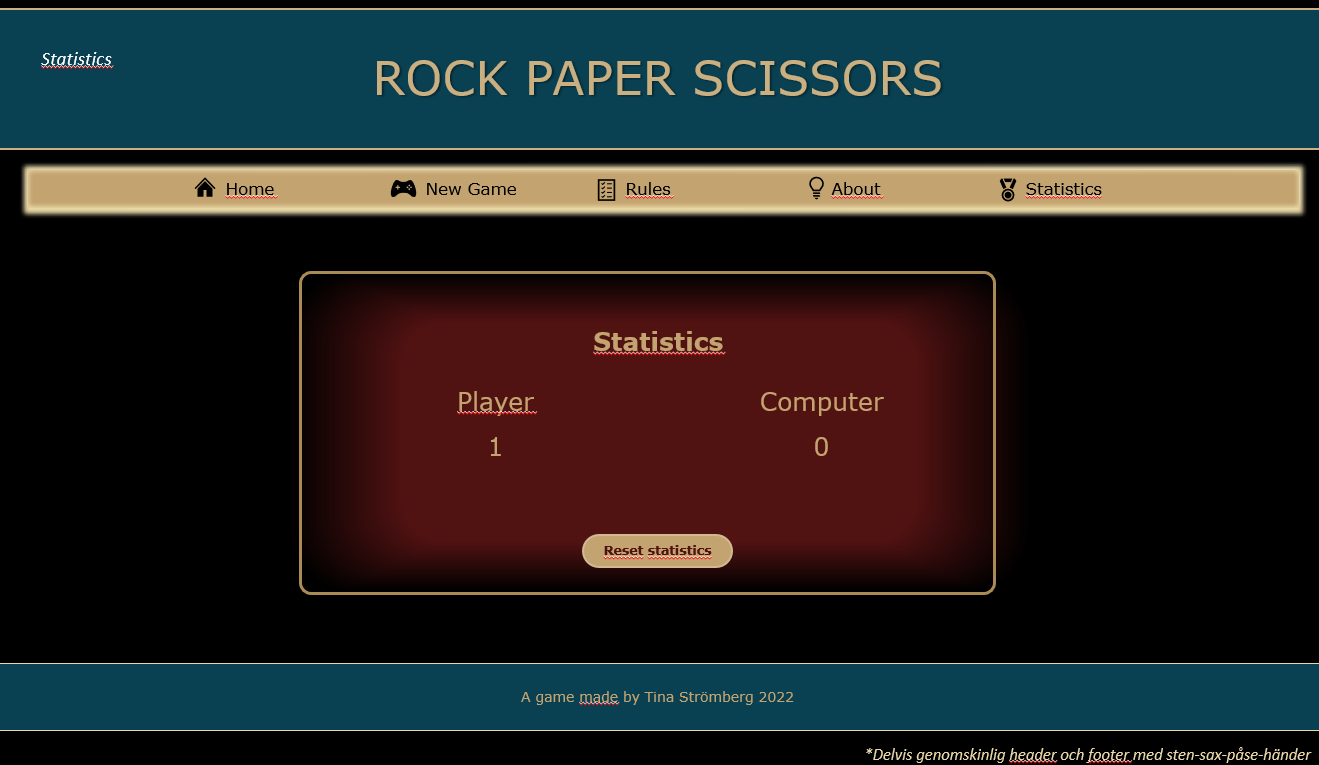 Statistics
ROCK PAPER SCISSORS
Home New Game Rules About Statistics
Statistics
Player Computer
1 0
Reset statistics
A game made by Tina Strömberg 2022
*Delvis genomskinlig header och footer med sten-sax-påse-händer